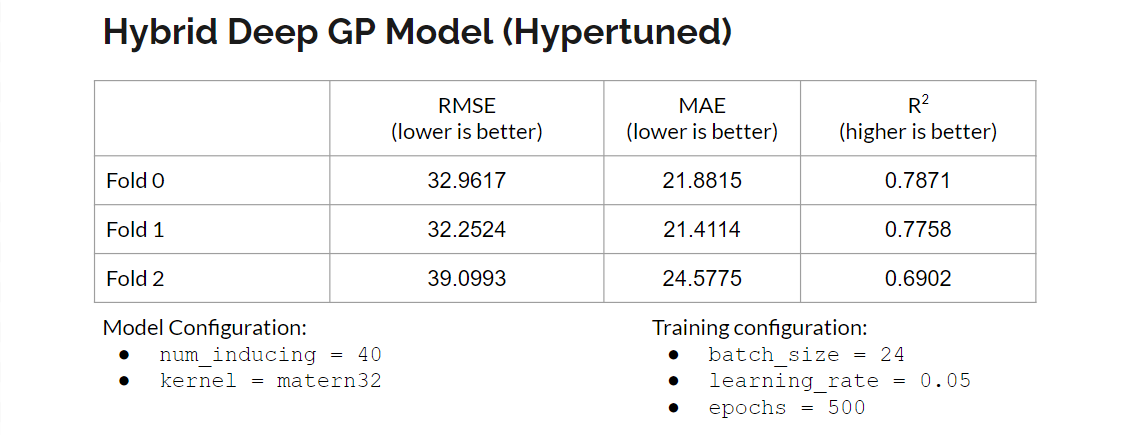 Hybrid Deep GP Model (Hypertuned)
RMSE
(lower is better)
MAE
(lower is better)
R²
(higher is better)
Fold 0 32.9617 21.8815 0.7871
Fold 1 32.2524 21.4114 0.7758
Fold 2 39.0993 24.5775 0.6902
Model Configuration:
● num_inducing = 40
● kernel = matern32
Training configuration:
● batch_size = 24
● learning_rate = 0.05
● epochs = 500